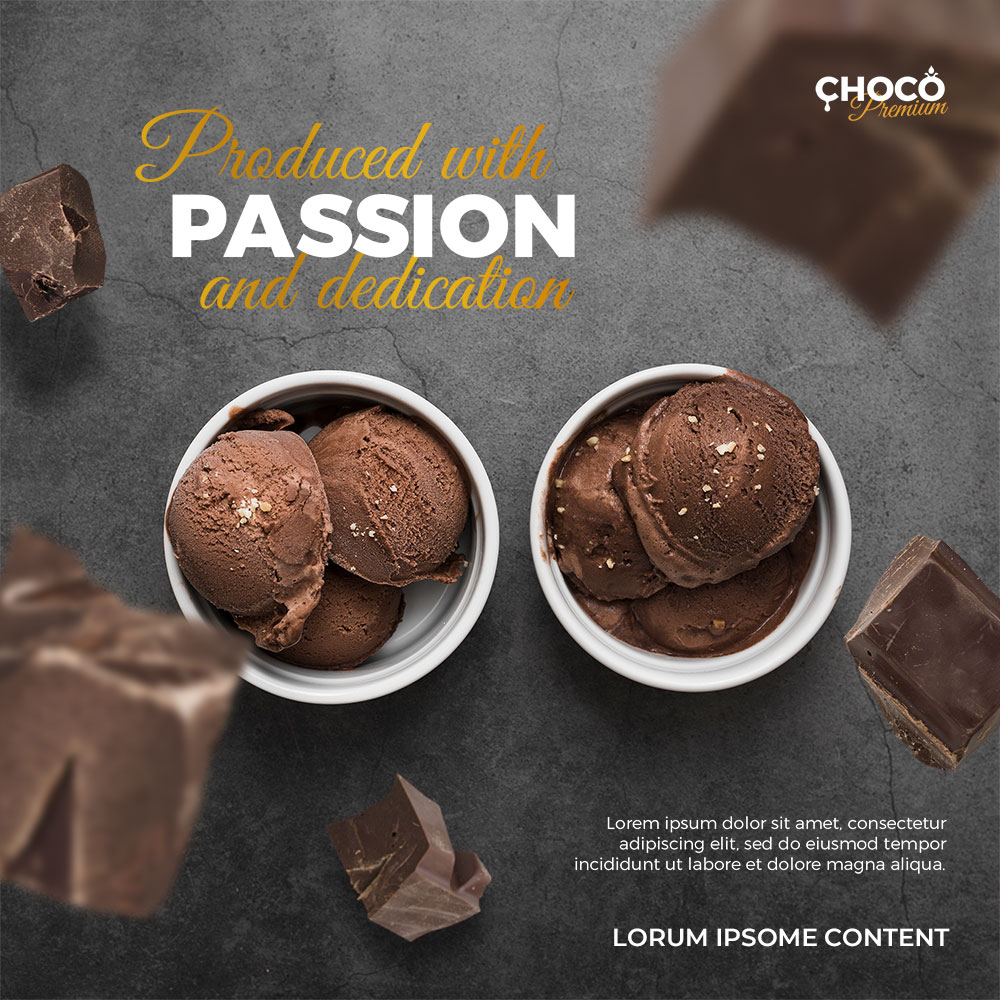 CHOCO
Premium
Produced with
PASSION
and dedication
Lorem ipsum dolor sit amet, consectetur
adipiscing elit, sed do eiusmod tempor
incididunt ut labore et dolore magna aliqua.
LORUM IPSOME CONTENT